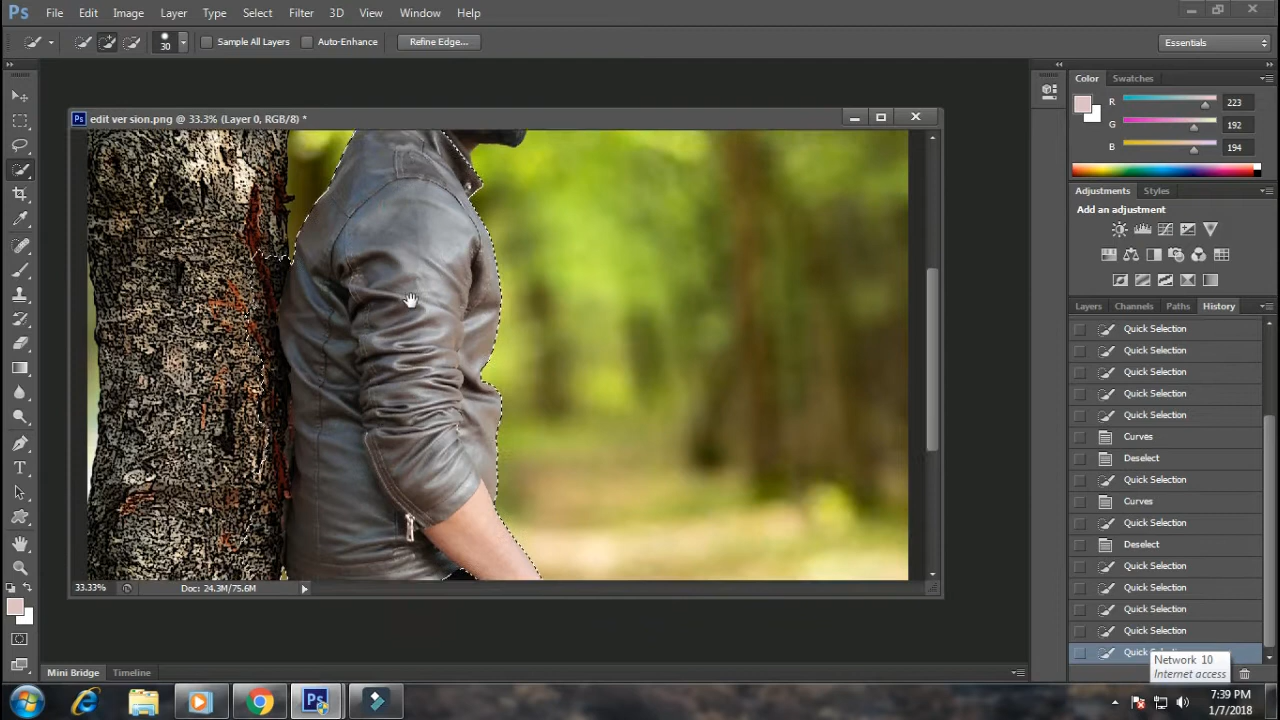 Ps File Edit Image Layer Type Select Filter 3D View Window Help
30 Sample All Layers Auto-Enhance Refine Edge... Essentials
Ps edit ver sion.png @ 33.3% (Layer 0, RGB/8) *
Color Swatches
R 223
G 192
B 194
Adjustments Styles
Add an adjustment
Layers Channels Paths History
Quick Selection
Quick Selection
Quick Selection
Quick Selection
Quick Selection
Curves
Deselect
Quick Selection
Curves
Quick Selection
Deselect
Quick Selection
Quick Selection
Quick Selection
Quick Selection
Quick
Network 10
Internet access
33.33% Doc: 24.3M/75.6M
Mini Bridge Timeline
Ps
7:39 PM
1/7/2018